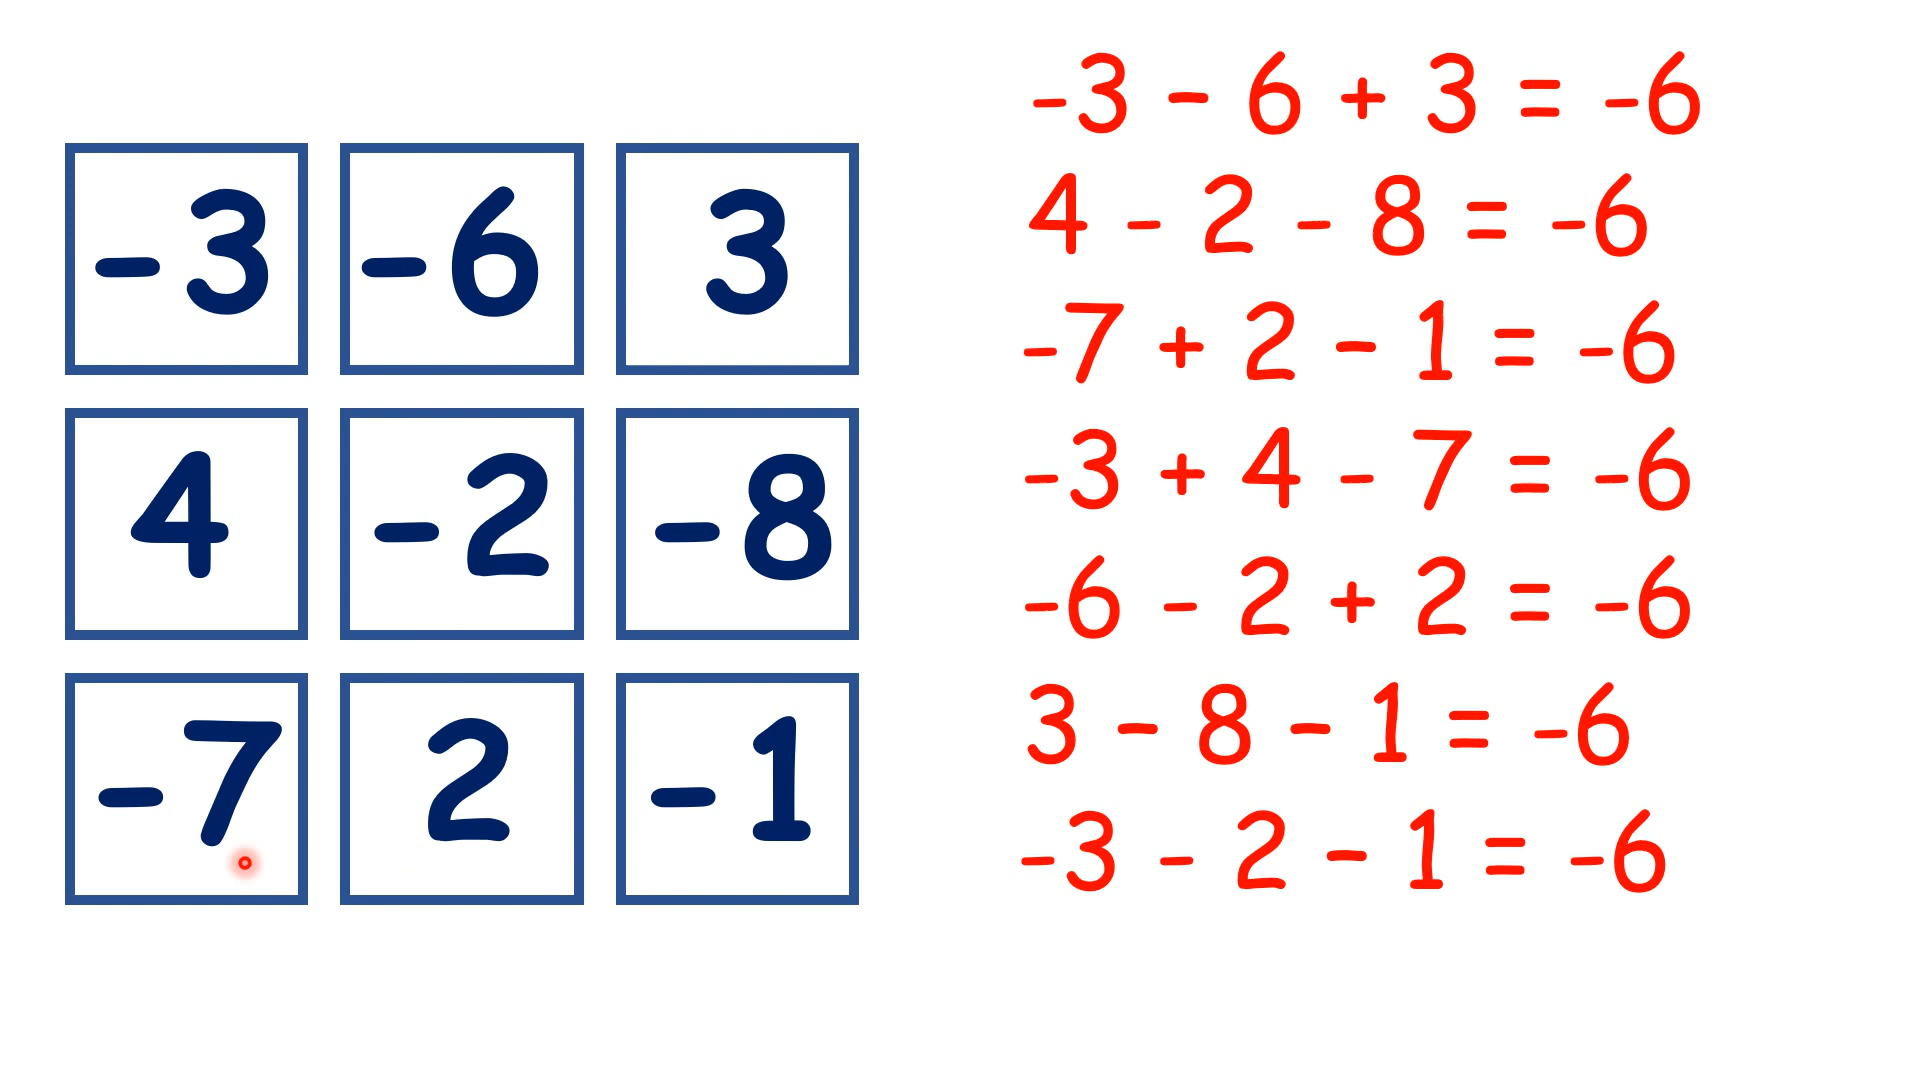 -3 -6 3
4 -2 -8
-7 2 -1
-3 - 6 + 3 = -6
4 - 2 - 8 = -6
-7 + 2 - 1 = -6
-3 + 4 - 7 = -6
-6 - 2 + 2 = -6
3 - 8 - 1 = -6
-3 - 2 - 1 = -6